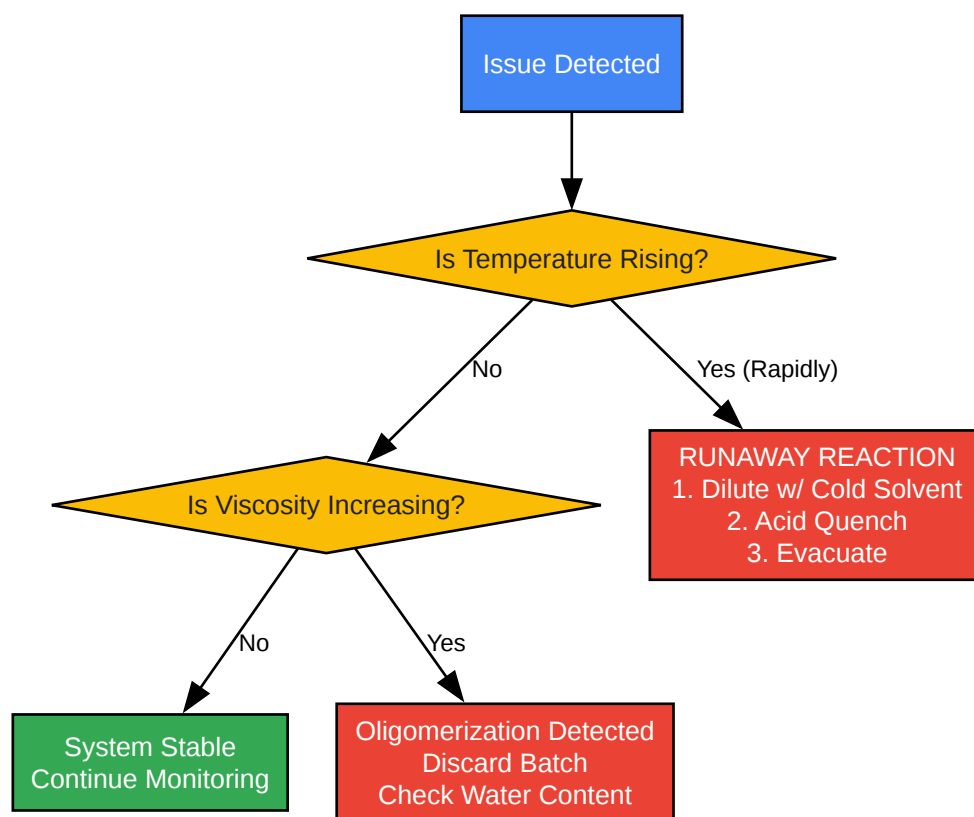 Issue Detected
Is Temperature Rising?
No
Yes (Rapidly)
RUNAWAY REACTION
1. Dilute w/ Cold Solvent
2. Acid Quench
3. Evacuate
Is Viscosity Increasing?
No
Yes
System Stable
Continue Monitoring
Oligomerization Detected
Discard Batch
Check Water Content